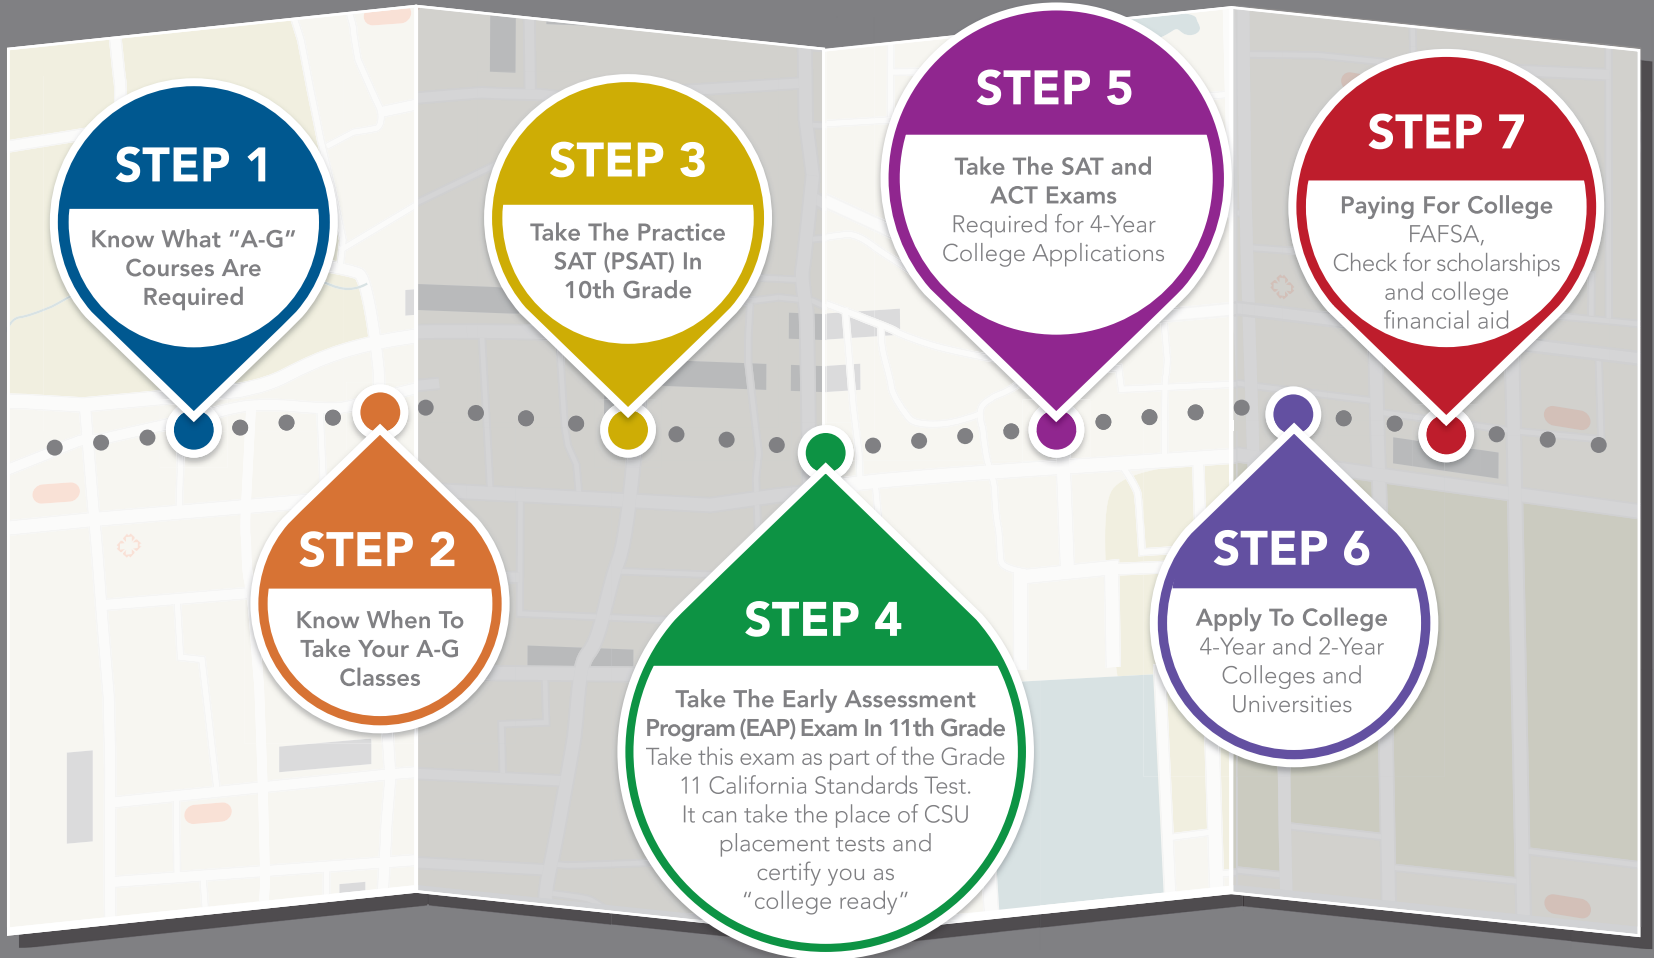 STEP 1
Know What “A-G”
Courses Are
Required
STEP 2
Know When To
Take Your A-G
Classes
STEP 3
Take The Practice
SAT (PSAT) In
10th Grade
STEP 4
Take The Early Assessment
Program (EAP) Exam In 11th Grade
Take this exam as part of the Grade
11 California Standards Test.
It can take the place of CSU
placement tests and
certify you as
“college ready”
STEP 5
Take The SAT and
ACT Exams
Required for 4-Year
College Applications
STEP 6
Apply To College
4-Year and 2-Year
Colleges and
Universities
STEP 7
Paying For College
FAFSA,
Check for scholarships
and college
financial aid